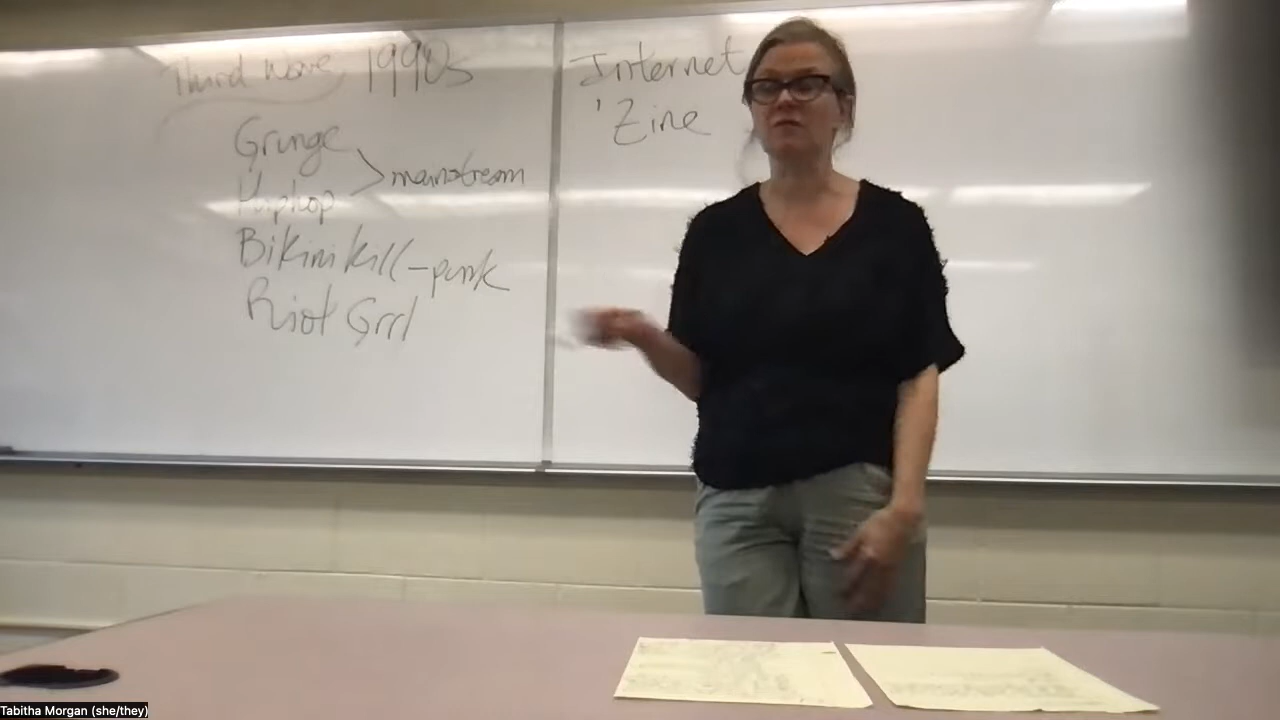 Third Wave 1990s
Grunge
Hiphop
mainstream
Bikini kill - punk
Riot Grrl
Internet
'Zine
Tabitha Morgan (she/they)